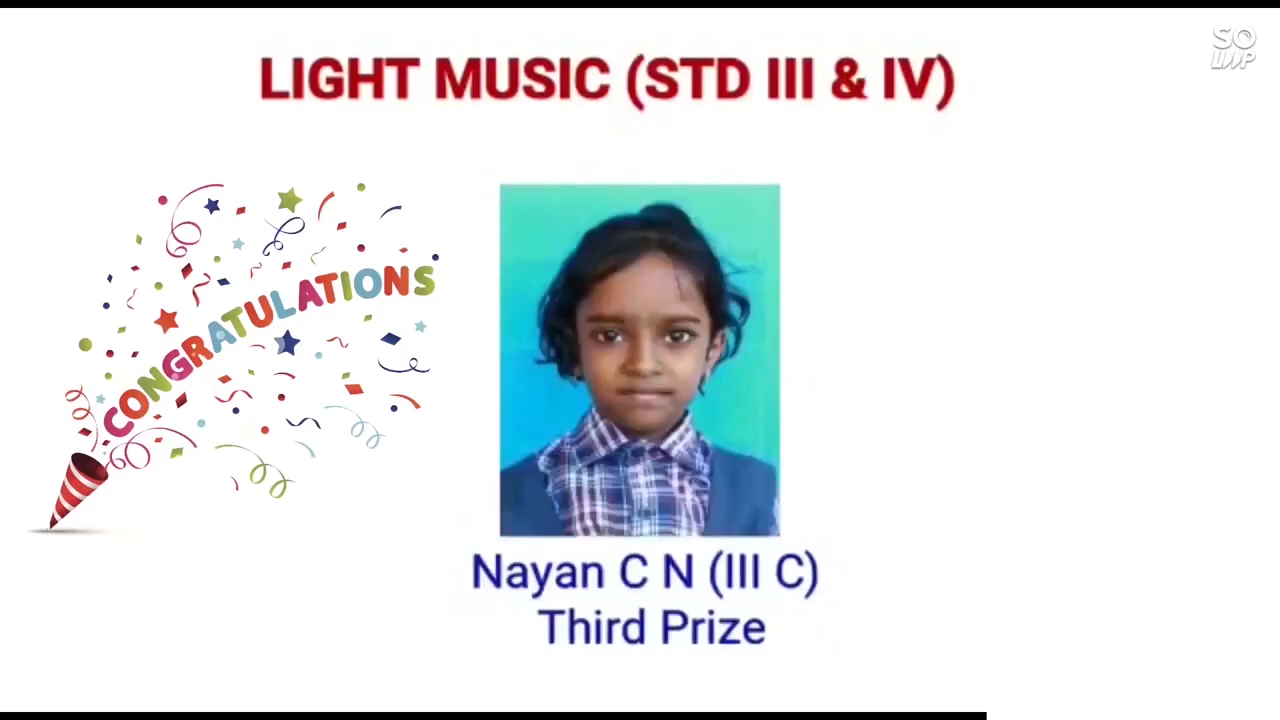 LIGHT MUSIC (STD III & IV)
CONGRATULATIONS
Nayan C N (III C)
Third Prize